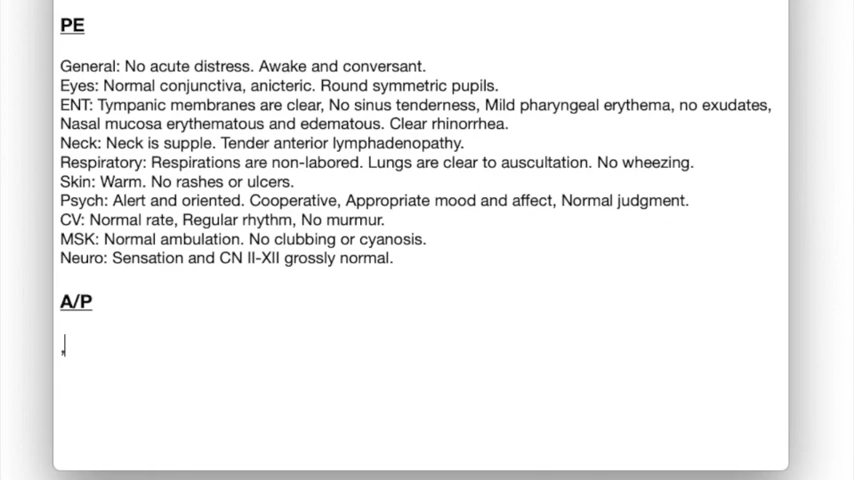 PE
General: No acute distress. Awake and conversant.
Eyes: Normal conjunctiva, anicteric. Round symmetric pupils.
ENT: Tympanic membranes are clear, No sinus tenderness, Mild pharyngeal erythema, no exudates,
Nasal mucosa erythematous and edematous. Clear rhinorrhea.
Neck: Neck is supple. Tender anterior lymphadenopathy.
Respiratory: Respirations are non-labored. Lungs are clear to auscultation. No wheezing.
Skin: Warm. No rashes or ulcers.
Psych: Alert and oriented. Cooperative, Appropriate mood and affect, Normal judgment.
CV: Normal rate, Regular rhythm, No murmur.
MSK: Normal ambulation. No clubbing or cyanosis.
Neuro: Sensation and CN II-XII grossly normal.
A/P
,